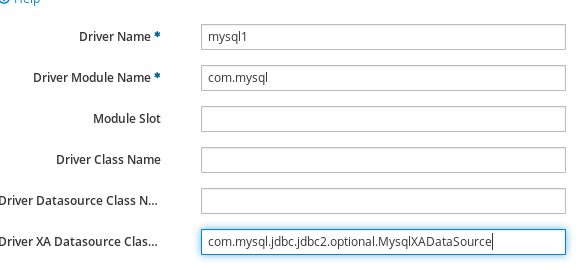 Help
Driver Name * mysql1
Driver Module Name * com.mysql
Module Slot
Driver Class Name
Driver Datasource Class N...
Driver XA Datasource Clas... com.mysql.jdbc.jdbc2.optional.MysqlXADataSource